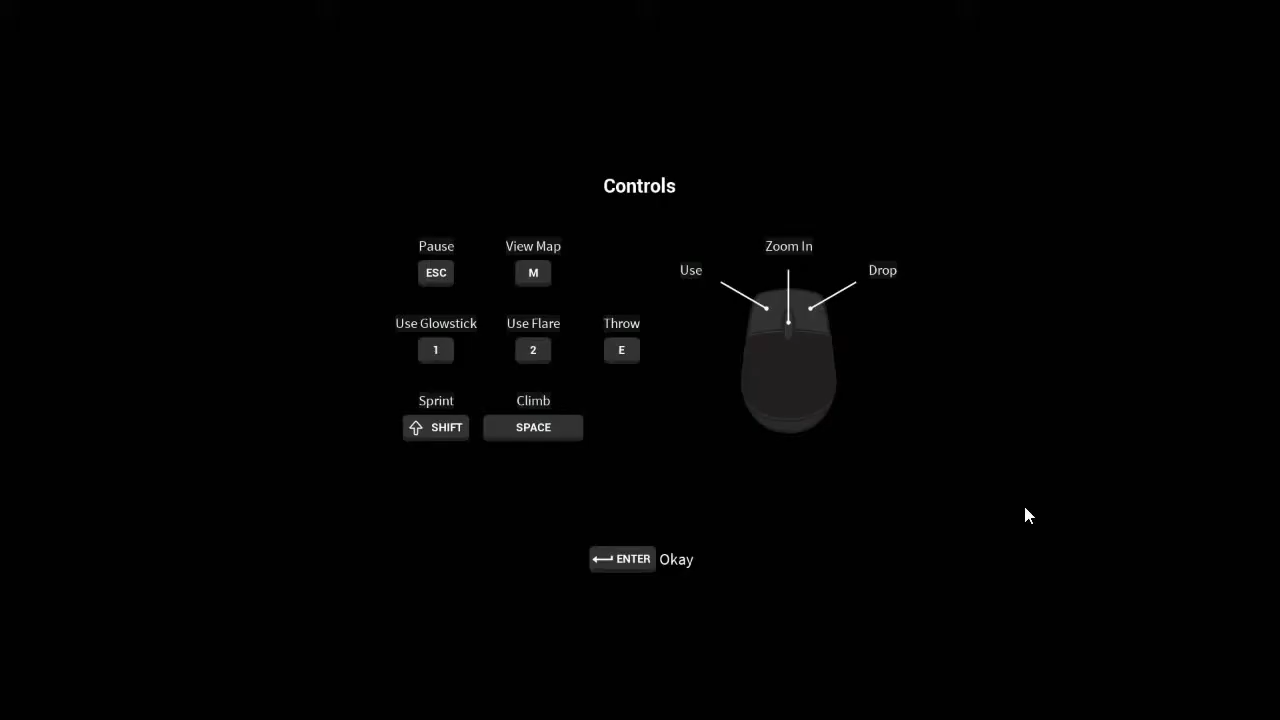 Controls
Pause
View Map
Zoom In
ESC
M
Use
Drop
Use Glowstick
Use Flare
Throw
1
2
E
Sprint
Climb
SHIFT
SPACE
ENTER Okay